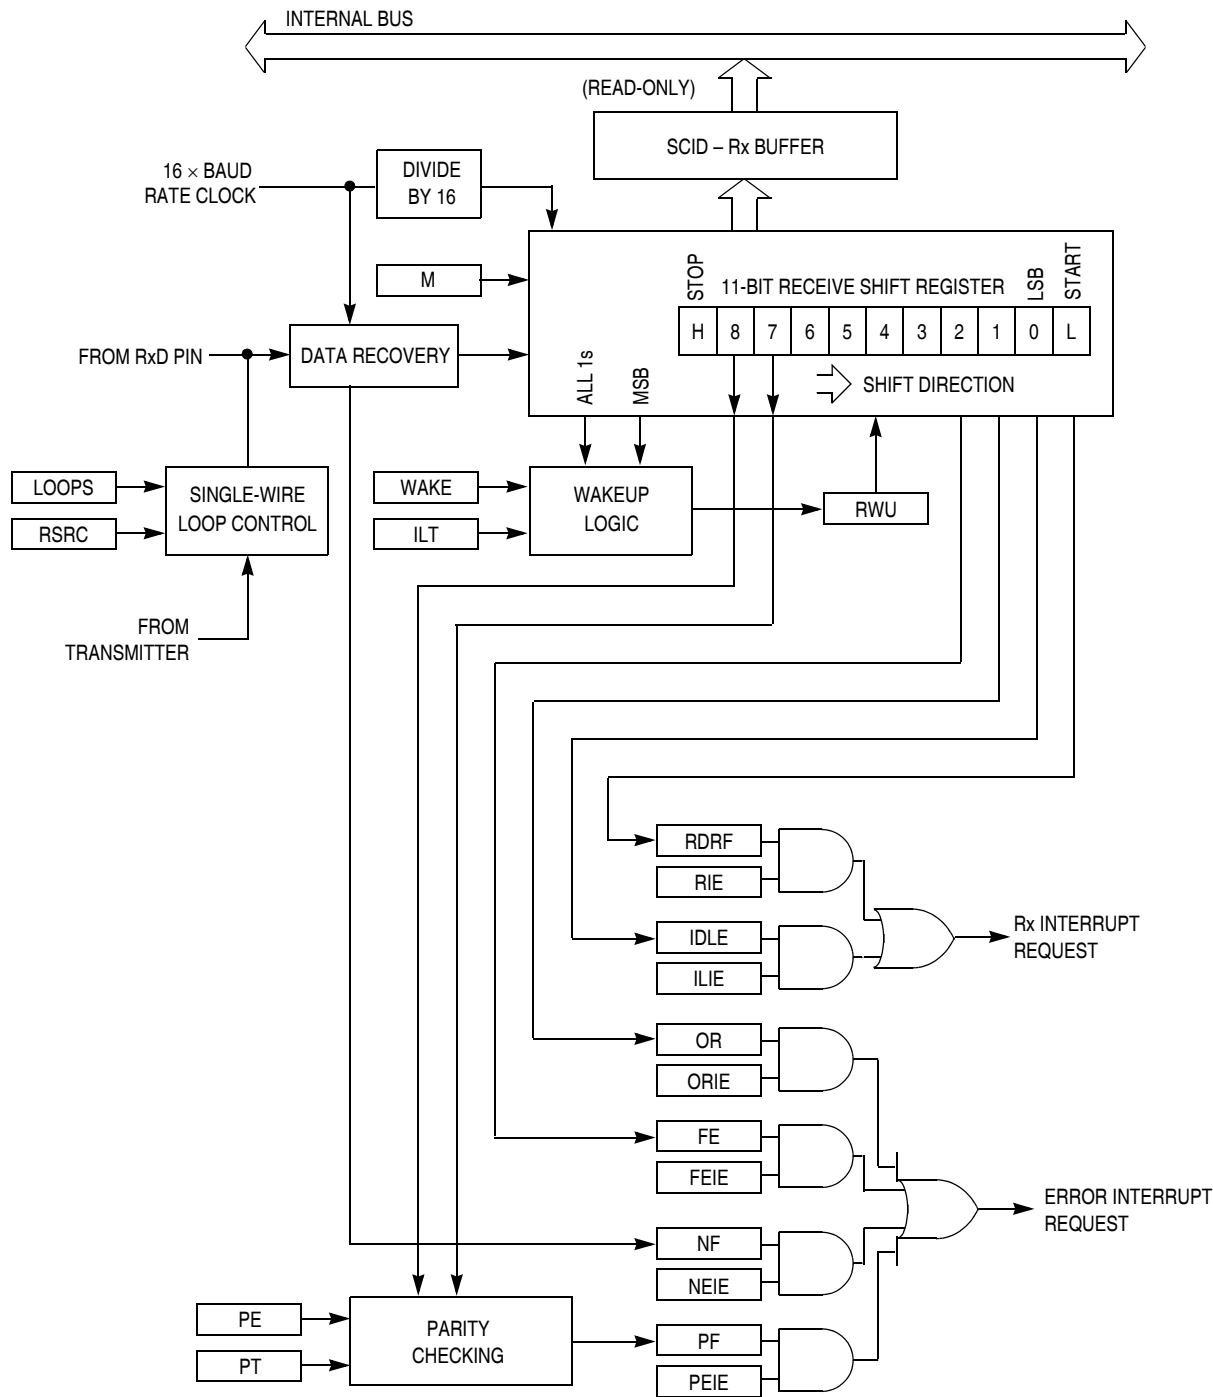 INTERNAL BUS
(READ-ONLY)
SCID – Rx BUFFER
16 × BAUD
RATE CLOCK
DIVIDE
BY 16
M
STOP
11-BIT RECEIVE SHIFT REGISTER
LSB
START
H 8 7 6 5 4 3 2 1 0 L
FROM RxD PIN
DATA RECOVERY
ALL 1s
MSB
SHIFT DIRECTION
LOOPS
RSRC
SINGLE-WIRE
LOOP CONTROL
WAKE
ILT
WAKEUP
LOGIC
RWU
FROM
TRANSMITTER
RDRF
RIE
IDLE
ILIE
Rx INTERRUPT
REQUEST
OR
ORIE
FE
FEIE
ERROR INTERRUPT
REQUEST
NF
NEIE
PE
PT
PARITY
CHECKING
PF
PEIE